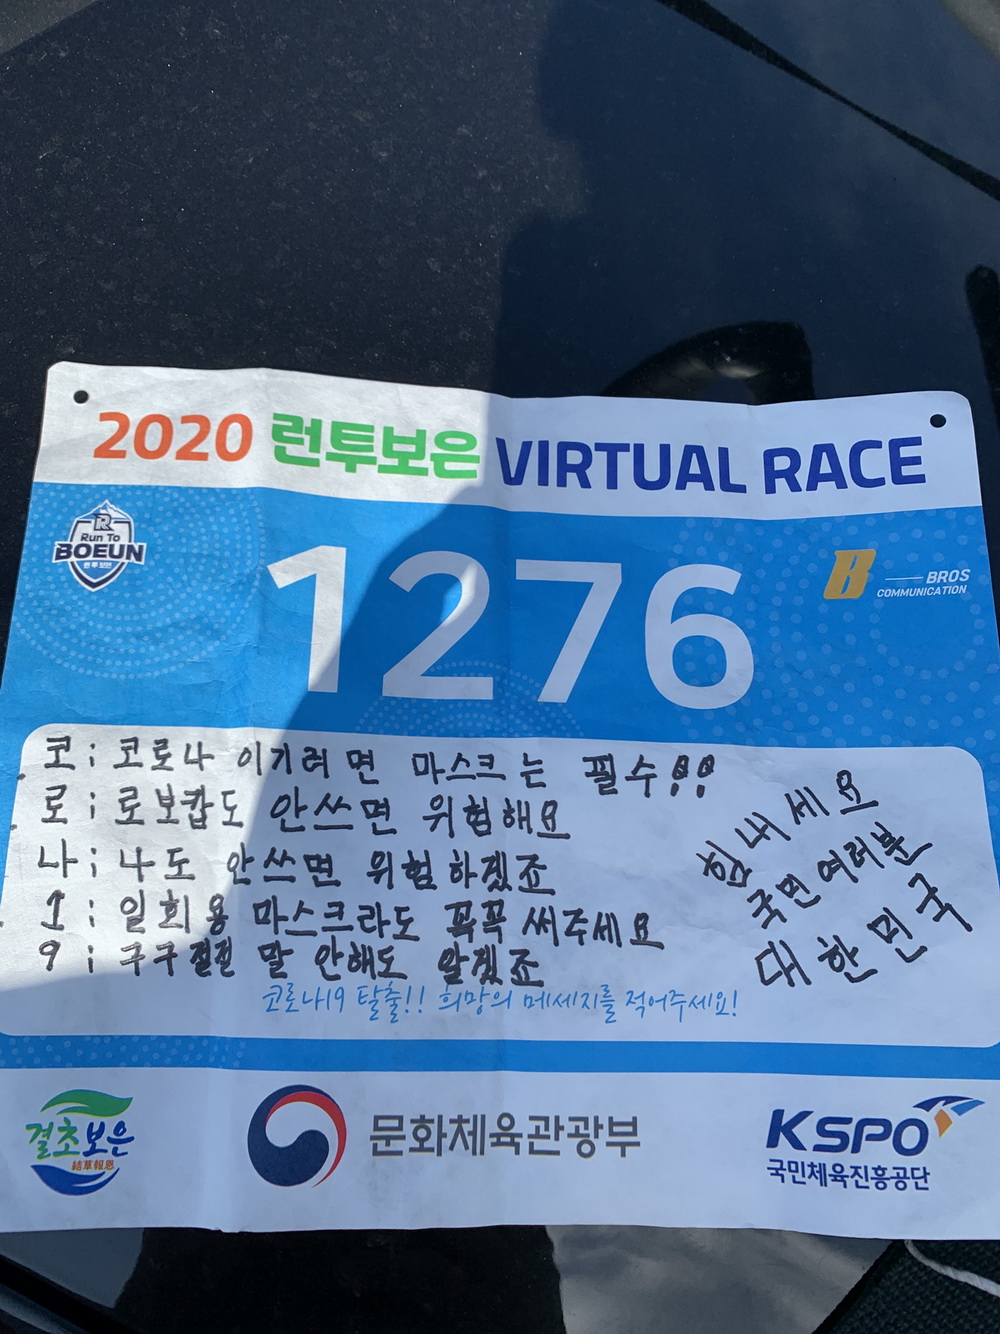 2020 런투보은 VIRTUAL RACE
R
Run To
BOEUN
런투보은
1276
B
BROS
COMMUNICATION
코 ; 코로나 이기려면 마스크는 필수!!
로 ; 로보캅도 안쓰면 위험해요
나 ; 나도 안쓰면 위험하겠죠
1 ; 일회용 마스크라도 꼭꼭 써주세요
9 ; 구구절절 말 안해도 알겠죠
힘내세요
국민 여러분
대한민국
코로나19 탈출!! 희망의 메세지를 적어주세요!
결초보은
結草報恩
문화체육관광부
KSPO
국민체육진흥공단